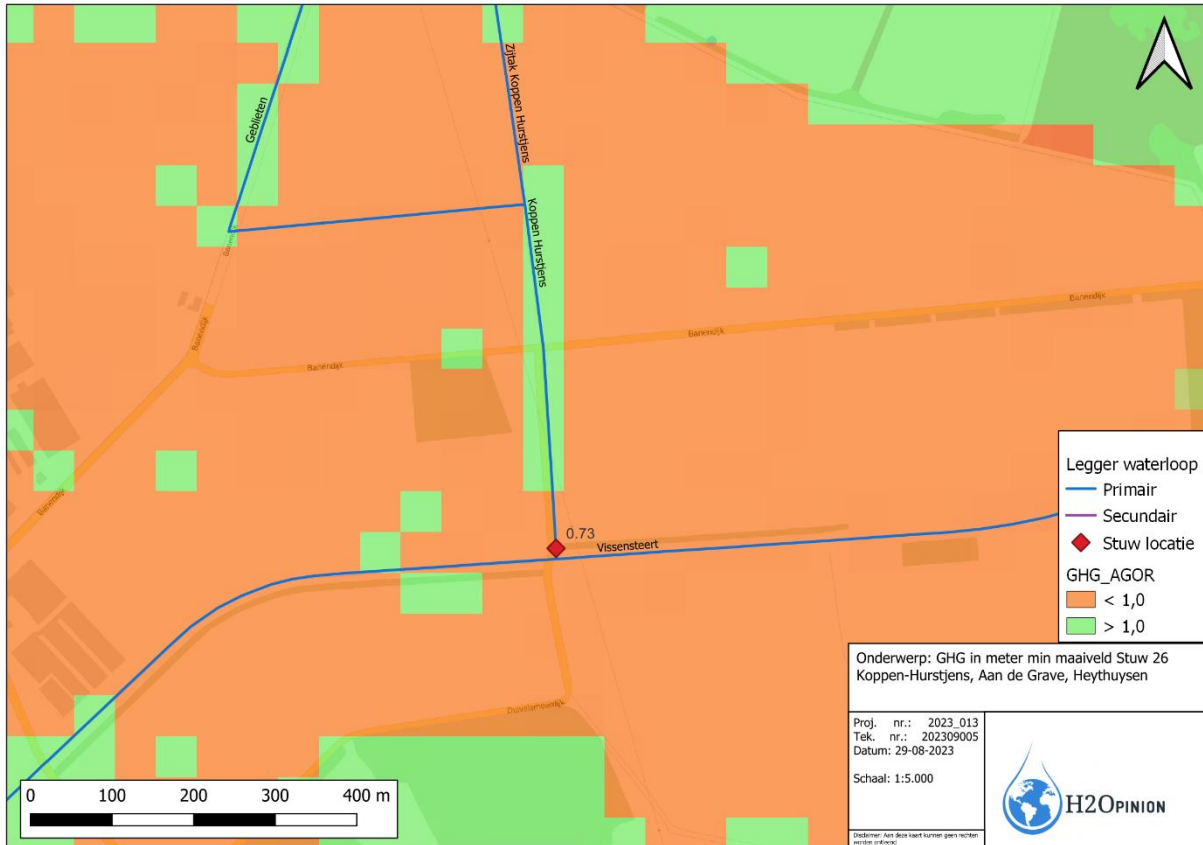 Zijtak Koppen Hurstjens
Geblieten
Koppen Hurstjens
Banendijk
Banendijk
Banendijk
Banendijk
Banendijk
0.73
Vissensteert
Legger waterloop
Primair
Secundair
Stuw locatie
GHG_AGOR
< 1,0
> 1,0
Onderwerp: GHG in meter min maaiveld Stuw 26
Koppen-Hurstjens, Aan de Grave, Heythuysen
Proj. nr.: 2023_013
Tek. nr.: 202309005
Datum: 29-08-2023
Schaal: 1:5.000
Disclaimer: Aan deze kaart kunnen geen rechten
worden ontleend
H2OPINION
0 100 200 300 400 m